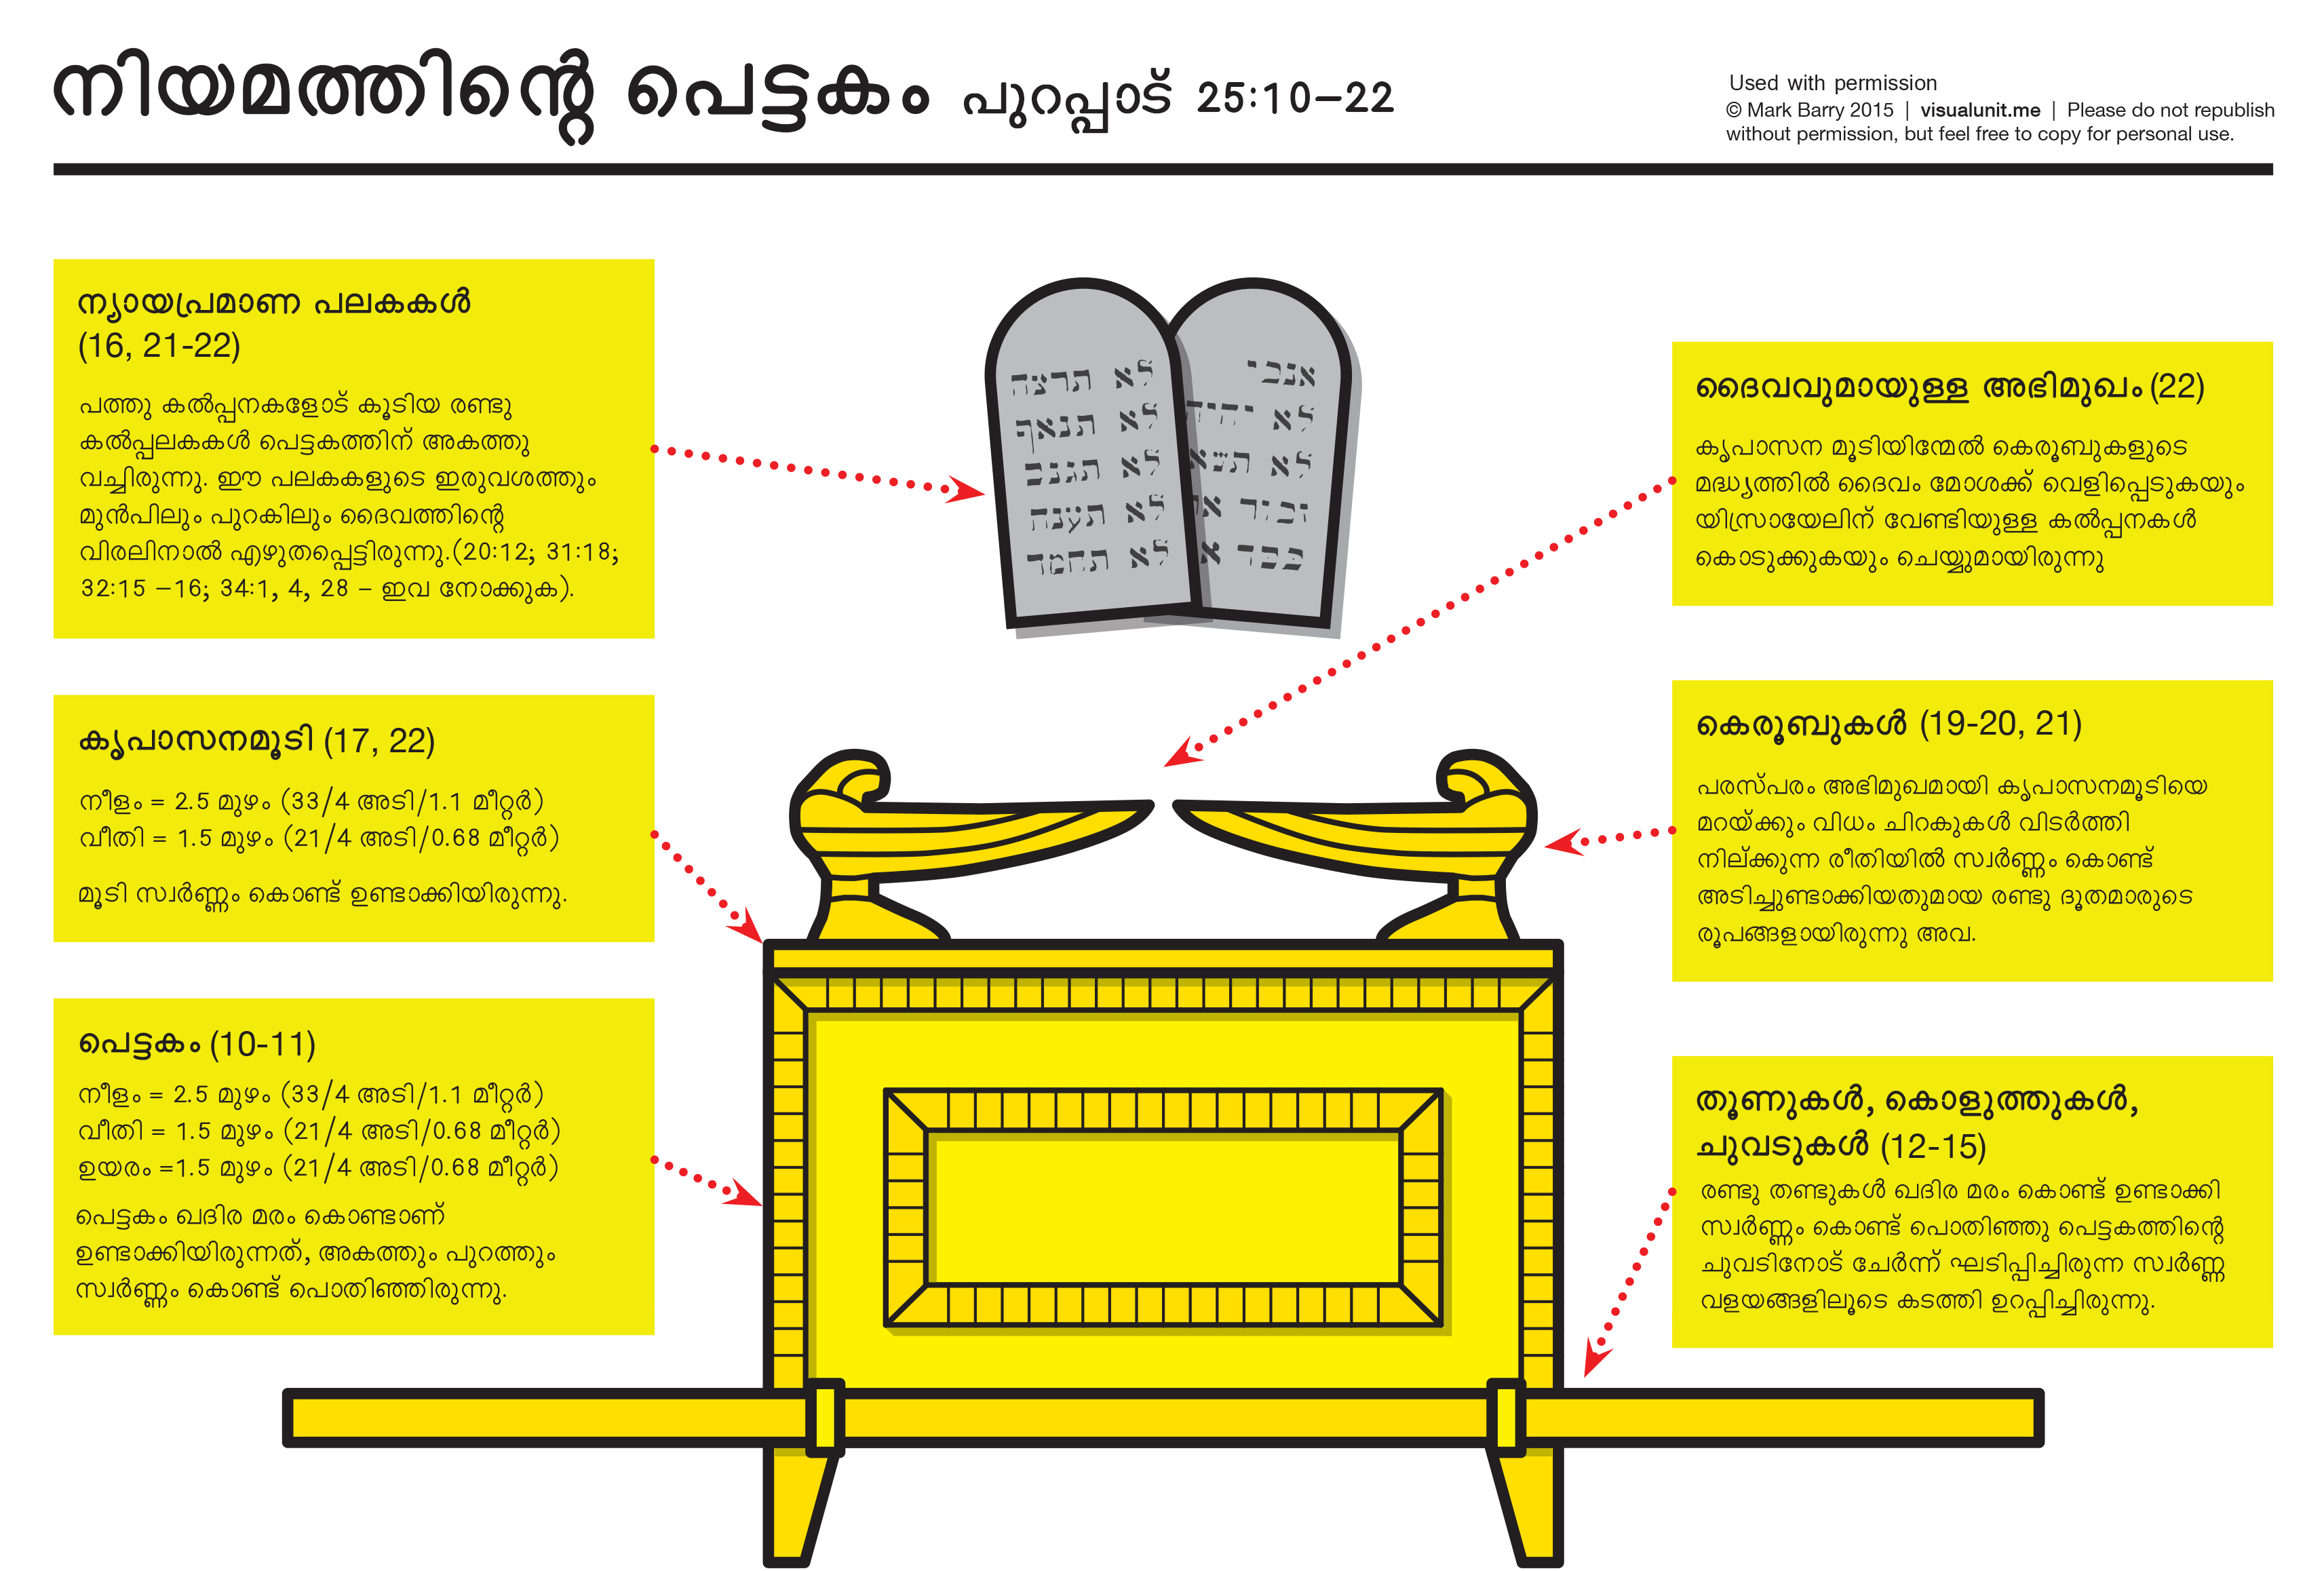 നിയമത്തിന്റെ പെട്ടകം പുറപ്പാട് 25:10–22
Used with permission
© Mark Barry 2015 | visualunit.me | Please do not republish
without permission, but feel free to copy for personal use.
ന്യായപ്രമാണ പലകകൾ
(16, 21-22)
പത്തു കൽപ്പനകളോട് കൂടിയ രണ്ടു
കൽപ്പലകകൾ പെട്ടകത്തിന് അകത്തു
വച്ചിരുന്നു. ഈ പലകകളുടെ ഇരുവശത്തും
മുൻപിലും പുറകിലും ദൈവത്തിന്റെ
വിരലിനാൽ എഴുതപ്പെട്ടിരുന്നു.(20:12; 31:18;
32:15 –16; 34:1, 4, 28 – ഇവ നോക്കുക).
കൃപാസനമൂടി (17, 22)
നീളം = 2.5 മുഴം (33/4 അടി/1.1 മീറ്റർ)
വീതി = 1.5 മുഴം (21/4 അടി/0.68 മീറ്റർ)
മൂടി സ്വർണ്ണം കൊണ്ട് ഉണ്ടാക്കിയിരുന്നു.
പെട്ടകം (10-11)
നീളം = 2.5 മുഴം (33/4 അടി/1.1 മീറ്റർ)
വീതി = 1.5 മുഴം (21/4 അടി/0.68 മീറ്റർ)
ഉയരം =1.5 മുഴം (21/4 അടി/0.68 മീറ്റർ)
പെട്ടകം ഖദിര മരം കൊണ്ടാണ്
ഉണ്ടാക്കിയിരുന്നത്, അകത്തും പുറത്തും
സ്വർണ്ണം കൊണ്ട് പൊതിഞ്ഞിരുന്നു.
לא תרצח
לא תנאף
לא תגנב
לא תענה
לא תחמד
אנכי
לא יהיה
לא תשא
זכור את
כבד א
ദൈവവുമായുള്ള അഭിമുഖം (22)
കൃപാസന മൂടിയിന്മേൽ കെരൂബുകളുടെ
മദ്ധ്യത്തിൽ ദൈവം മോശക്ക് വെളിപ്പെടുകയും
യിസ്രായേലിന് വേണ്ടിയുള്ള കൽപ്പനകൾ
കൊടുക്കുകയും ചെയ്യുമായിരുന്നു
കെരൂബുകൾ (19-20, 21)
പരസ്പരം അഭിമുഖമായി കൃപാസനമൂടിയെ
മറയ്ക്കും വിധം ചിറകുകൾ വിടർത്തി
നില്ക്കുന്ന രീതിയിൽ സ്വർണ്ണം കൊണ്ട്
അടിച്ചുണ്ടാക്കിയതുമായ രണ്ടു ദൂതമാരുടെ
രൂപങ്ങളായിരുന്നു അവ.
തൂണുകൾ, കൊളുത്തുകൾ,
ചുവടുകൾ (12-15)
രണ്ടു തണ്ടുകൾ ഖദിര മരം കൊണ്ട് ഉണ്ടാക്കി
സ്വർണ്ണം കൊണ്ട് പൊതിഞ്ഞു പെട്ടകത്തിന്റെ
ചുവടിനോട് ചേർന്ന് ഘടിപ്പിച്ചിരുന്ന സ്വർണ്ണ
വളയങ്ങളിലൂടെ കടത്തി ഉറപ്പിച്ചിരുന്നു.